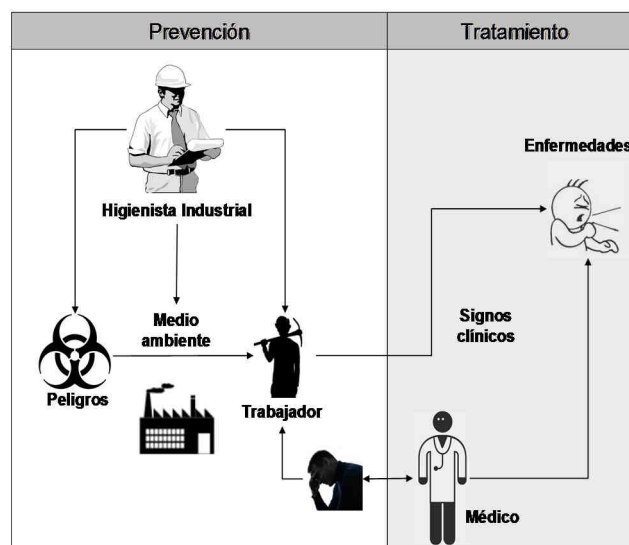 Prevención
Tratamiento
Enfermedades
Higienista Industrial
Medio
ambiente
Signos
clínicos
Peligros
Trabajador
Médico